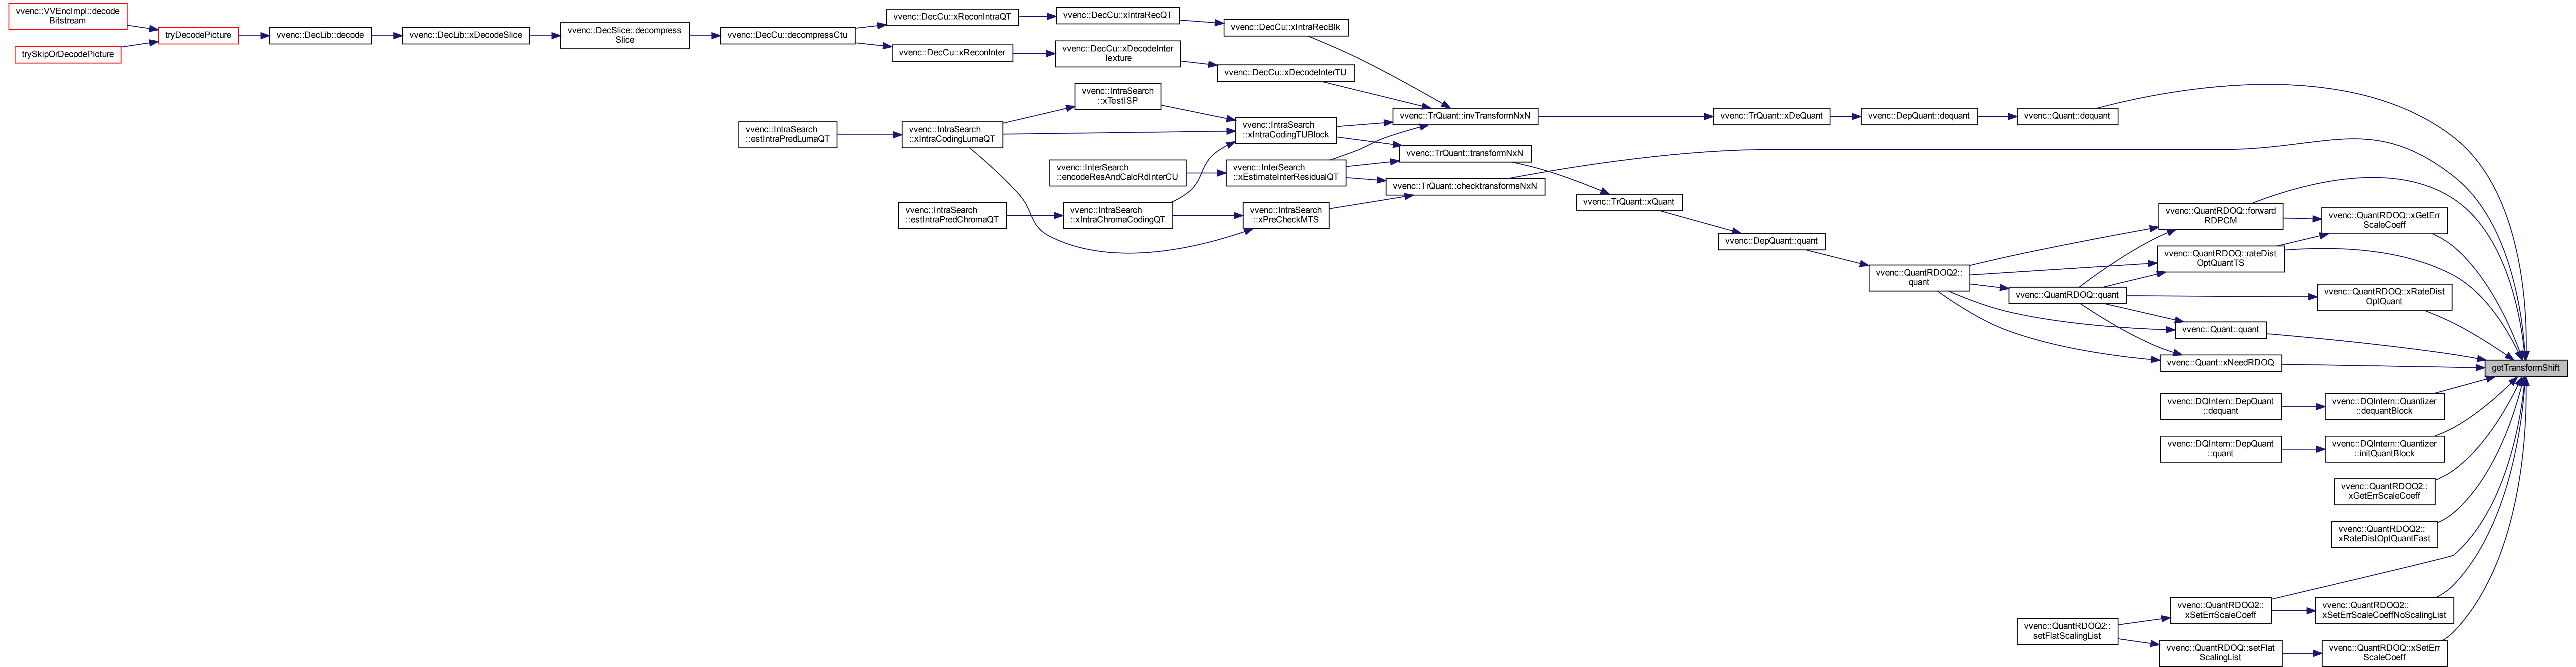 vvenc::VVEncImpl::decode
Bitstream
trySkipOrDecodePicture
tryDecodePicture
vvenc::DecLib::decode
vvenc::DecLib::xDecodeSlice
vvenc::DecSlice::decompress
Slice
vvenc::DecCu::decompressCtu
vvenc::DecCu::xReconIntraQT
vvenc::DecCu::xReconInter
vvenc::DecCu::xIntraRecQT
vvenc::DecCu::xDecodeInter
Texture
vvenc::DecCu::xIntraRecBlk
vvenc::DecCu::xDecodeInterTU
vvenc::IntraSearch
::xTestISP
vvenc::IntraSearch
::estIntraPredLumaQT
vvenc::IntraSearch
::xIntraCodingLumaQT
vvenc::IntraSearch
::xIntraCodingTUBlock
vvenc::InterSearch
::encodeResAndCalcRdInterCU
vvenc::InterSearch
::xEstimateInterResidualQT
vvenc::IntraSearch
::estIntraPredChromaQT
vvenc::IntraSearch
::xIntraChromaCodingQT
vvenc::IntraSearch
::xPreCheckMTS
vvenc::TrQuant::invTransformNxN
vvenc::TrQuant::transformNxN
vvenc::TrQuant::checktransformsNxN
vvenc::TrQuant::xDeQuant
vvenc::DepQuant::dequant
vvenc::Quant::dequant
vvenc::TrQuant::xQuant
vvenc::DepQuant::quant
vvenc::QuantRDOQ2::
quant
vvenc::QuantRDOQ::quant
vvenc::QuantRDOQ::forward
RDPCM
vvenc::QuantRDOQ::xGetErr
ScaleCoeff
vvenc::QuantRDOQ::rateDist
OptQuantTS
vvenc::QuantRDOQ::xRateDist
OptQuant
vvenc::Quant::quant
vvenc::Quant::xNeedRDOQ
getTransformShift
vvenc::DQIntern::DepQuant
::dequant
vvenc::DQIntern::Quantizer
::dequantBlock
vvenc::DQIntern::DepQuant
::quant
vvenc::DQIntern::Quantizer
::initQuantBlock
vvenc::QuantRDOQ2::
xGetErrScaleCoeff
vvenc::QuantRDOQ2::
xRateDistOptQuantFast
vvenc::QuantRDOQ2::
setFlatScalingList
vvenc::QuantRDOQ2::
xSetErrScaleCoeff
vvenc::QuantRDOQ2::
xSetErrScaleCoeffNoScalingList
vvenc::QuantRDOQ::setFlat
ScalingList
vvenc::QuantRDOQ::xSetErr
ScaleCoeff